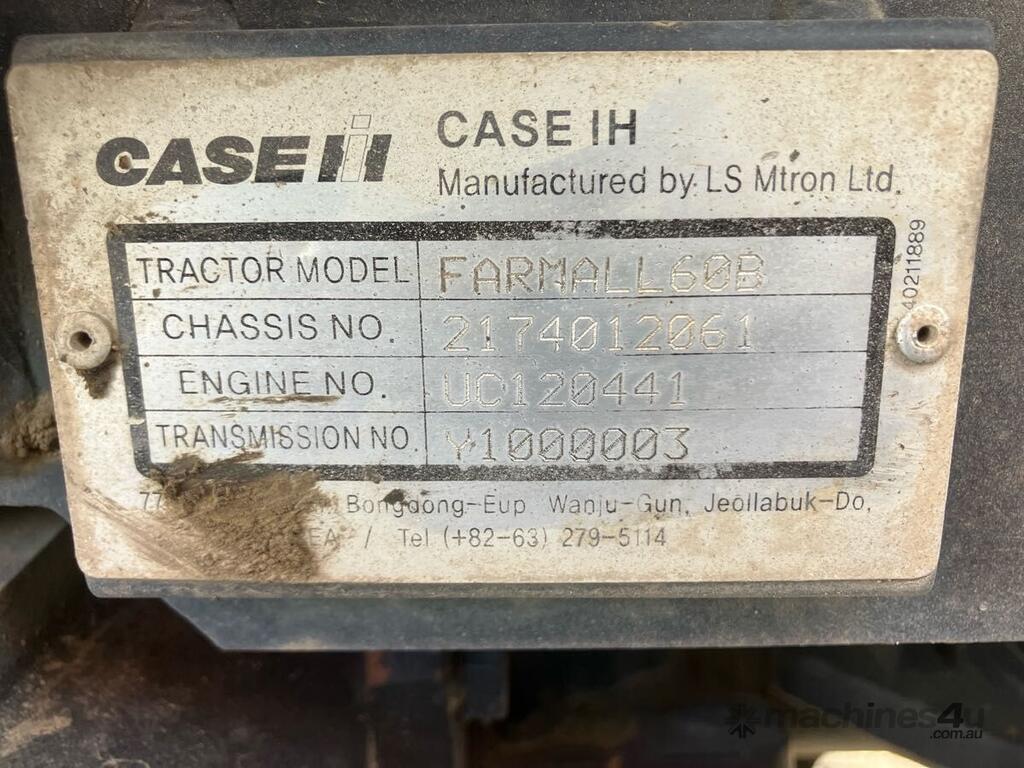 CASE IH
CASE IH
Manufactured by LS Mtron Ltd.
TRACTOR MODEL FARMALL60B
CHASSIS NO. 2174012061
ENGINE NO. UC120441
TRANSMISSION NO. Y1000003
40211889
Bongdong-Eup Wanju-Gun, Jeollabuk-Do,
/ Tel (+82-63) 279-5114
machines4u
.com.au